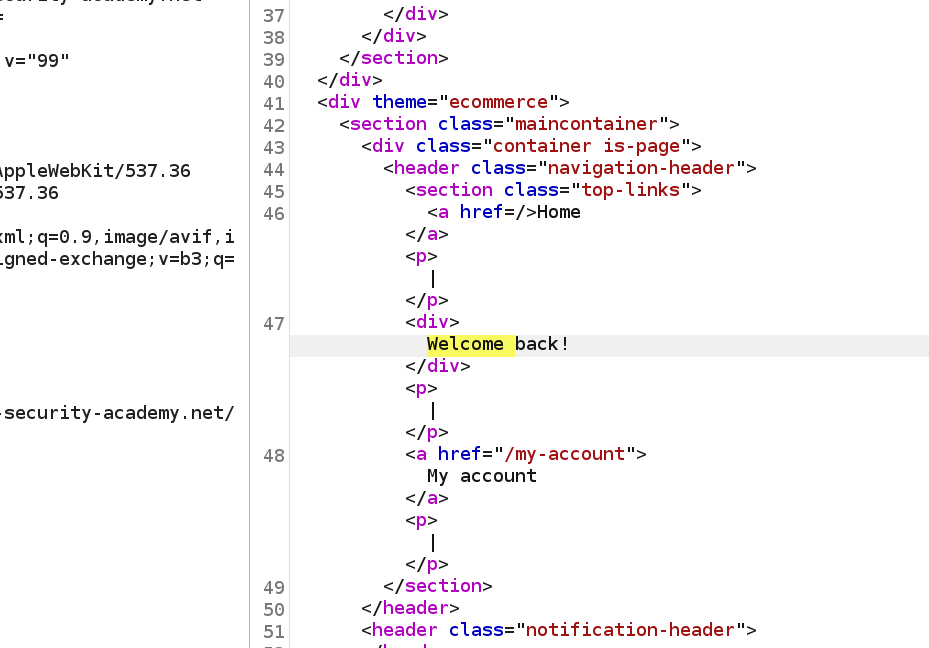 =
v="99"
AppleWebKit/537.36
537.36
xml;q=0.9,image/avif,i
igned-exchange;v=b3;q=
-security-academy.net/
37 </div>
38 </div>
39 </section>
40 </div>
41 <div theme="ecommerce">
42 <section class="maincontainer">
43 <div class="container is-page">
44 <header class="navigation-header">
45 <section class="top-links">
46 <a href=/>Home
</a>
<p>
|
</p>
47 <div>
Welcome back!
</div>
<p>
|
</p>
48 <a href="/my-account">
My account
</a>
<p>
|
</p>
49 </section>
50 </header>
51 <header class="notification-header">